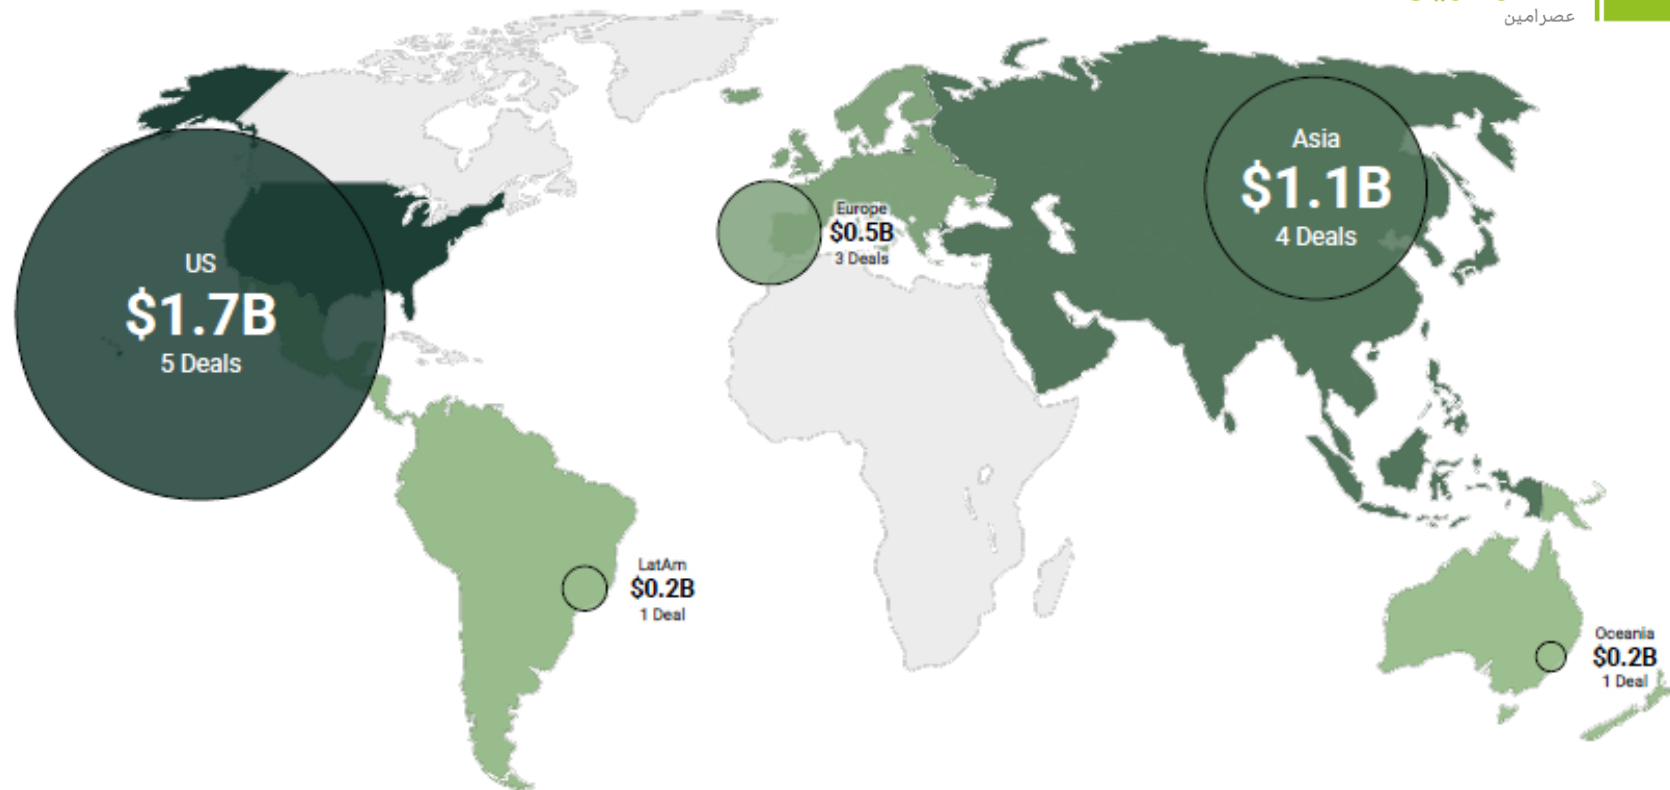 عصرامین
US
$1.7B
5 Deals
Europe
$0.5B
3 Deals
Asia
$1.1B
4 Deals
LatAm
$0.2B
1 Deal
Oceania
$0.2B
1 Deal